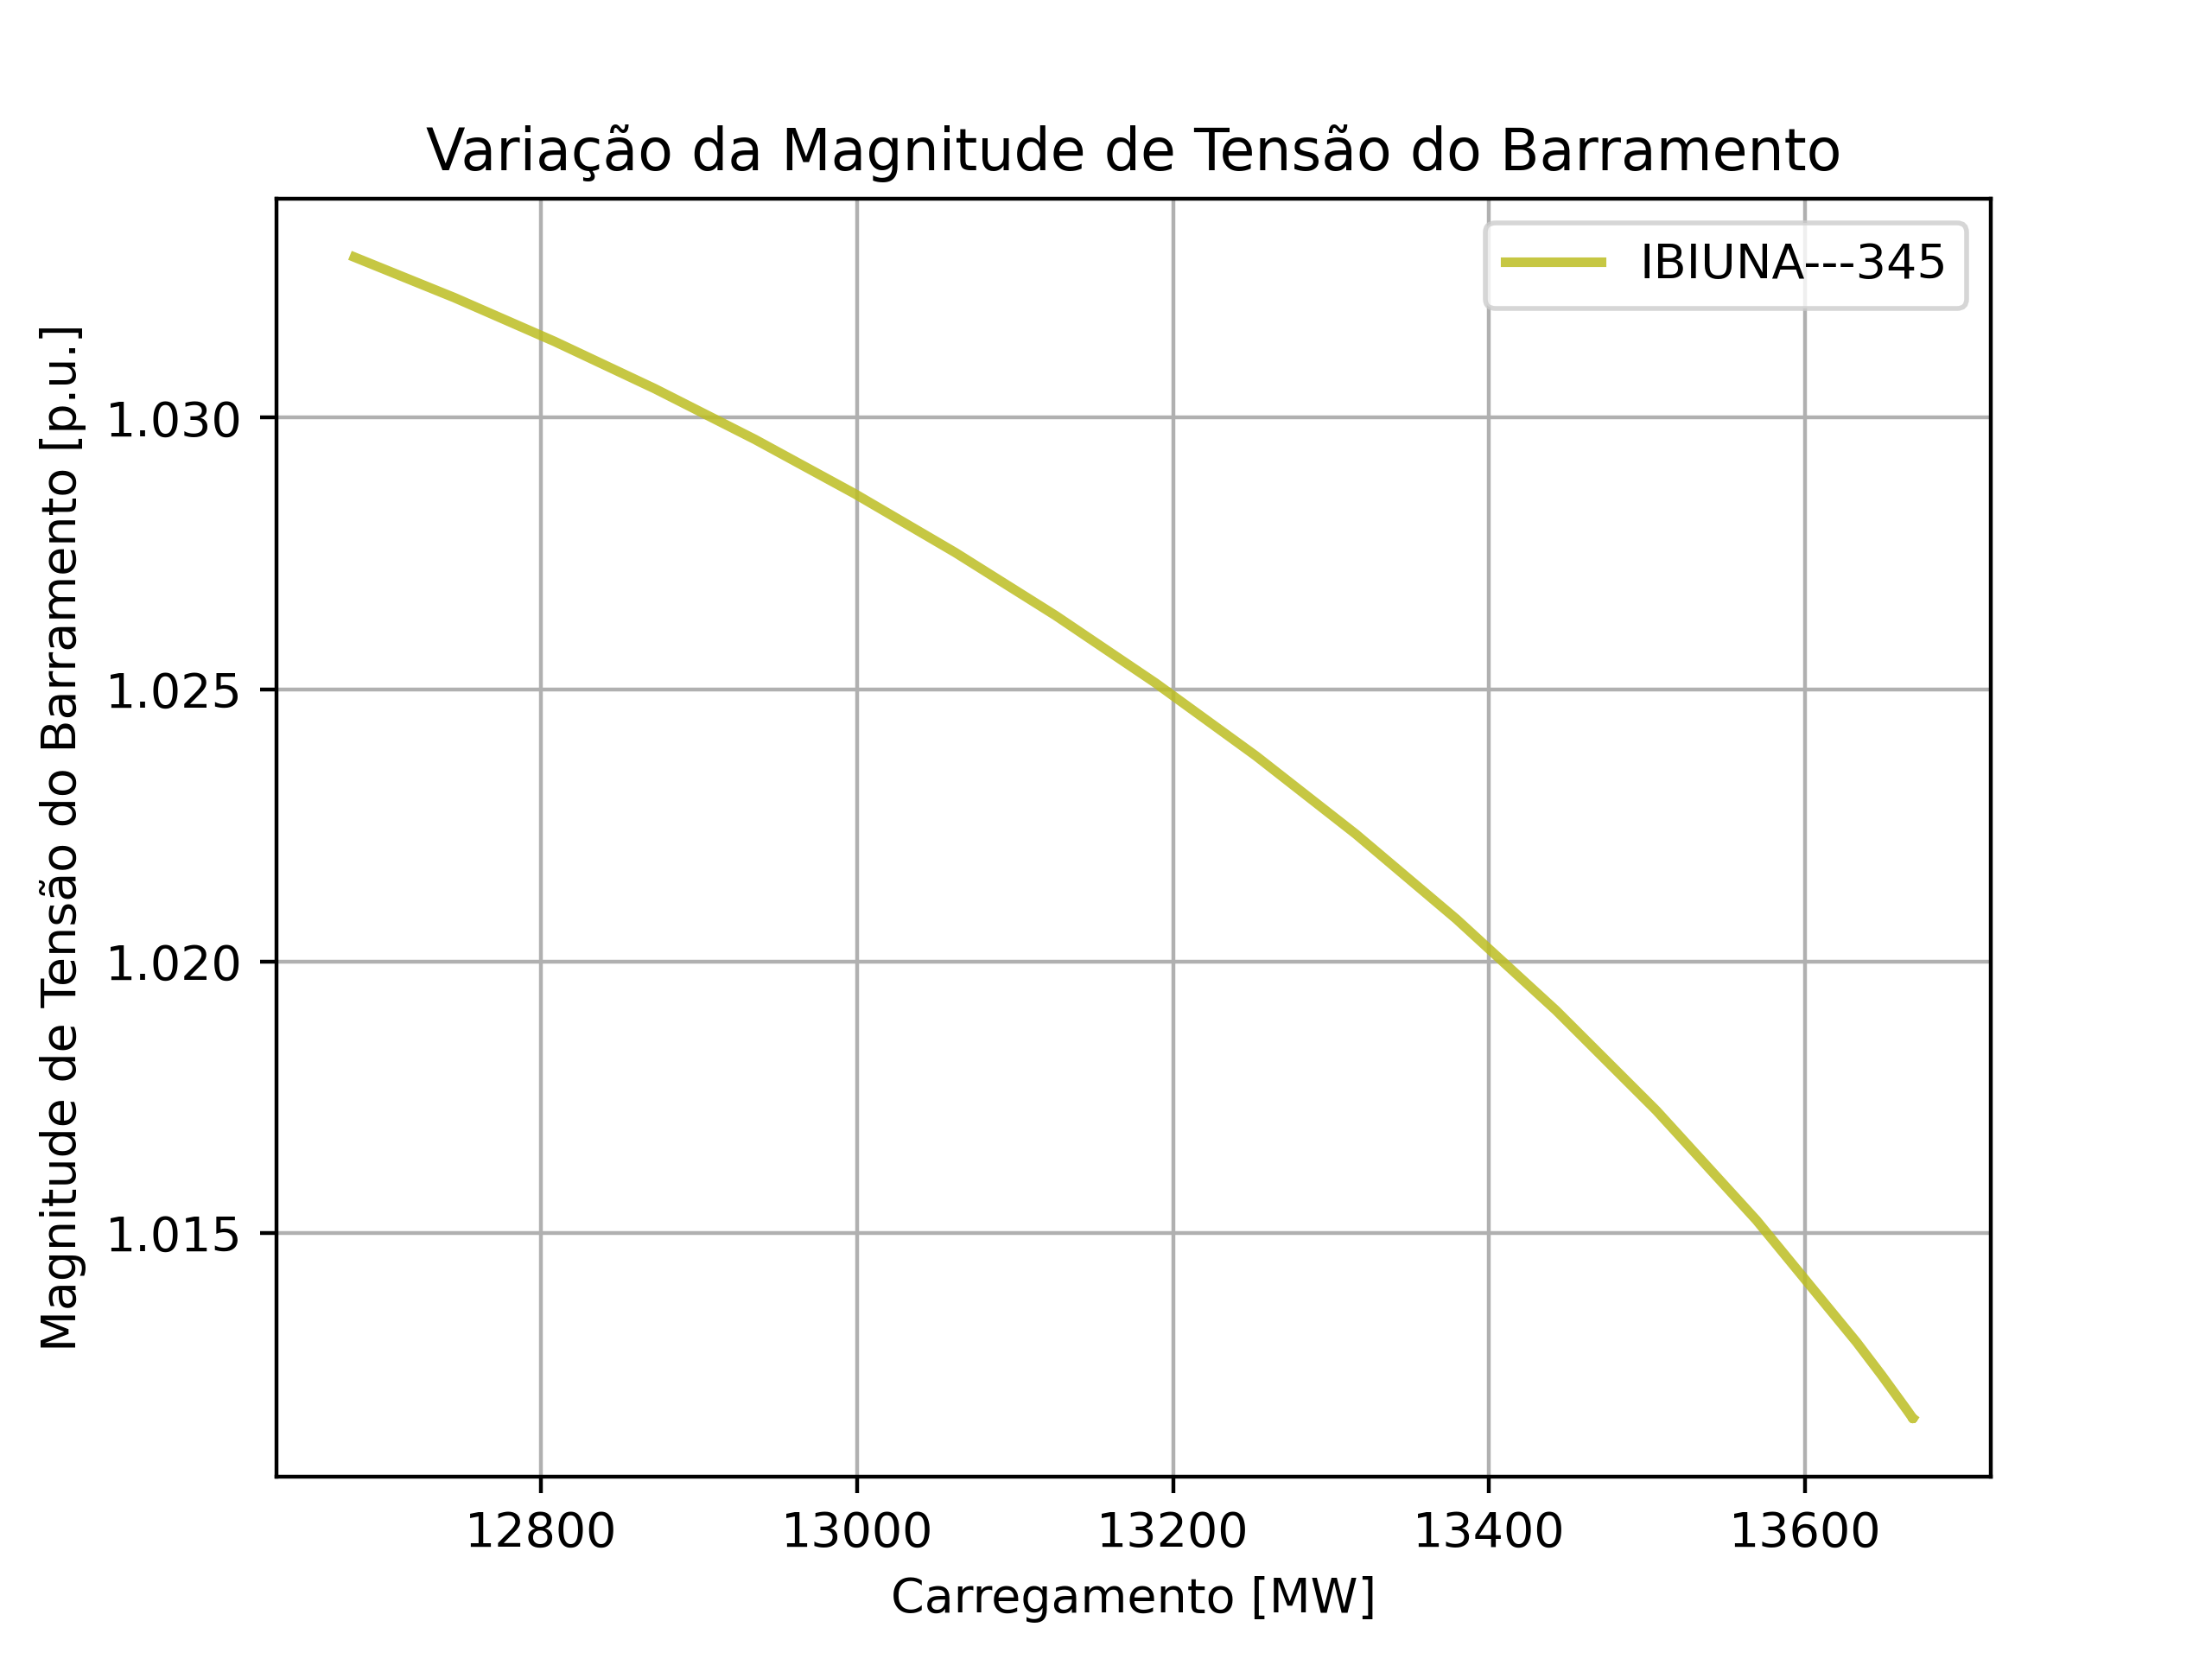 Variação da Magnitude de Tensão do Barramento
IBIUNA---345
Magnitude de Tensão do Barramento [p.u.]
1.030
1.025
1.020
1.015
12800 13000 13200 13400 13600
Carregamento [MW]